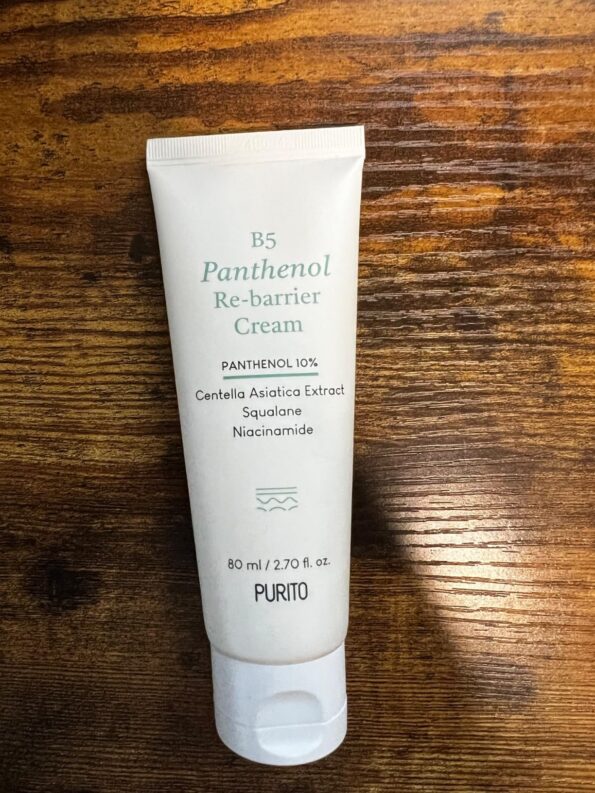 B5
Panthenol
Re-barrier
Cream
PANTHENOL 10%
Centella Asiatica Extract
Squalane
Niacinamide
80 ml / 2.70 fl. oz.
PURITO